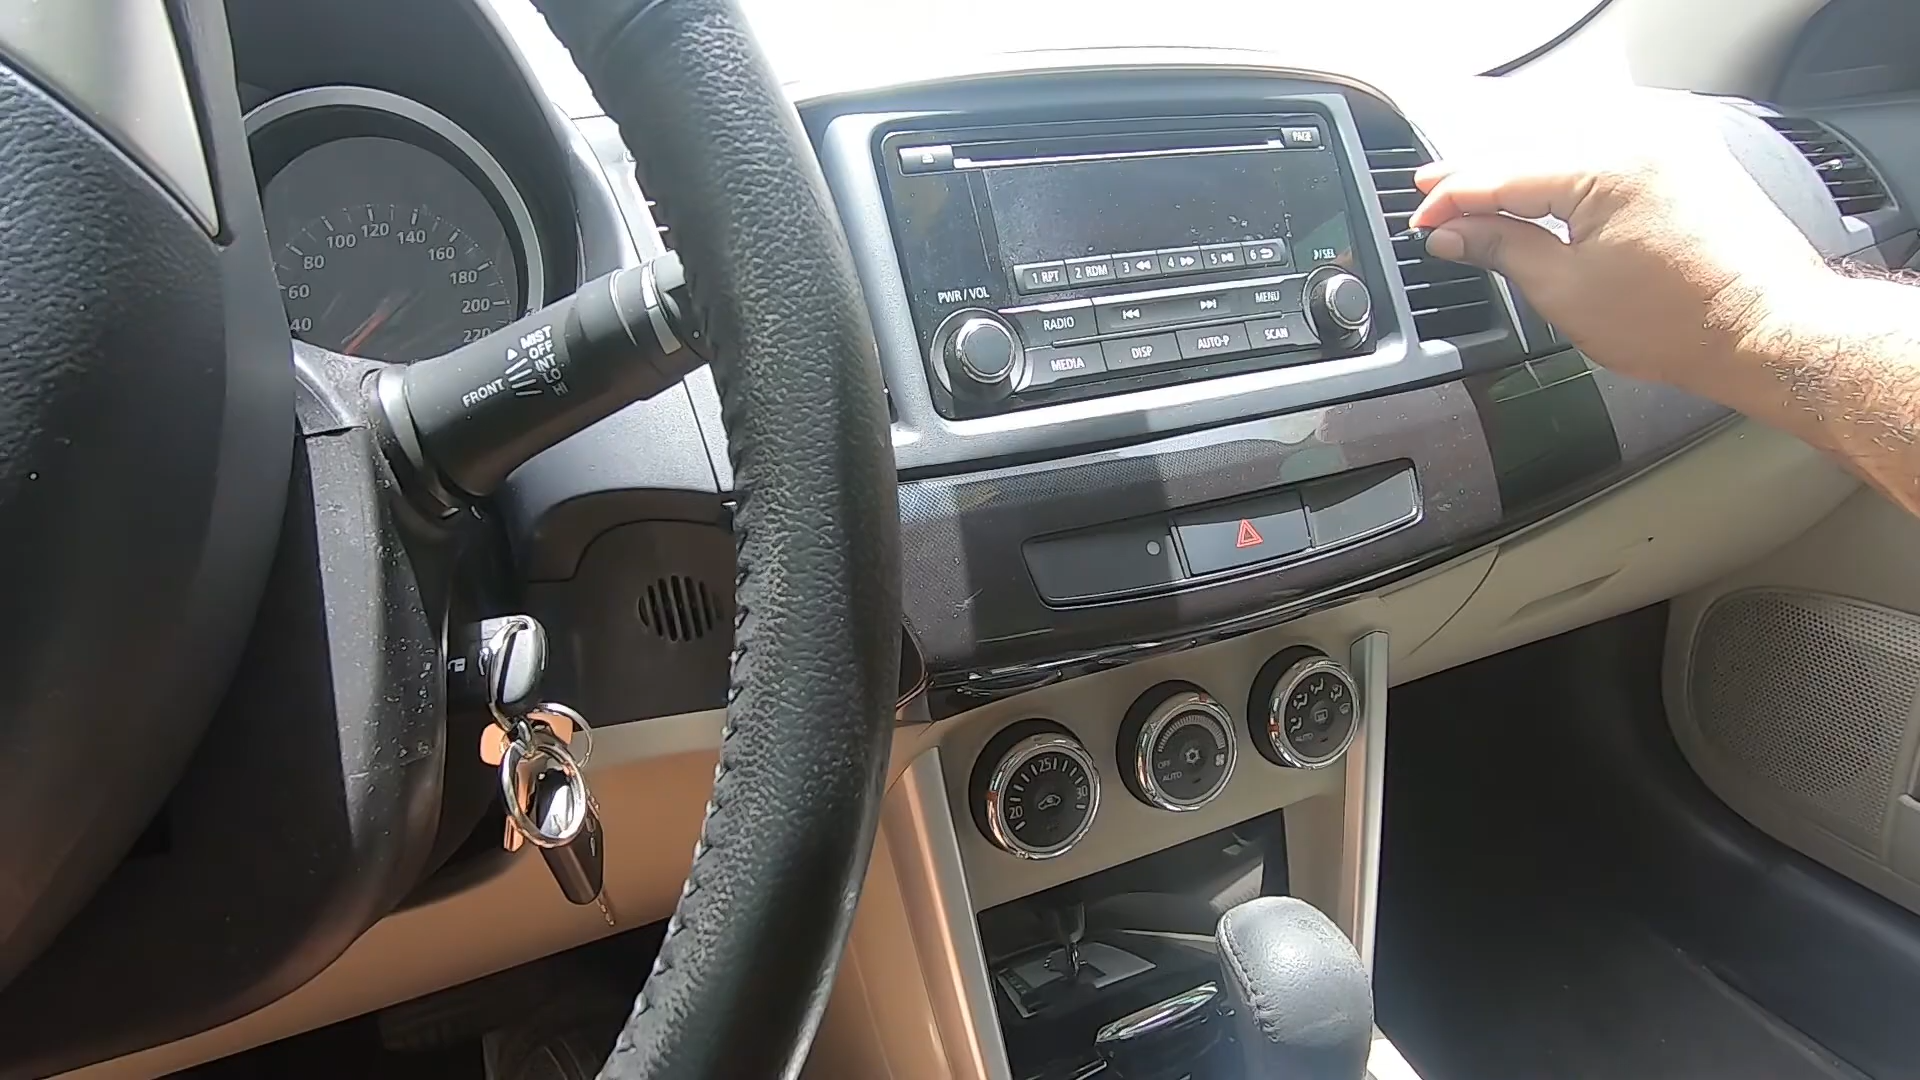 40
60
80
100
120
140
160
180
200
220
MIST
OFF
INT
LO
HI
FRONT
PAGE
1 RPT
2 RDM
3
4
5
6
PWR / VOL
♪/SEL
RADIO
MENU
MEDIA
DISP
AUTO-P
SCAN
20
25
30
OFF
AUTO
AUTO